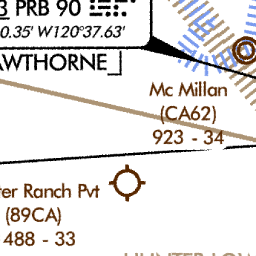 3 PRB 90
0.35' W120°37.63'
AWTHORNE
Mc Millan
(CA62)
923 - 34
ter Ranch Pvt
(89CA)
488 - 33